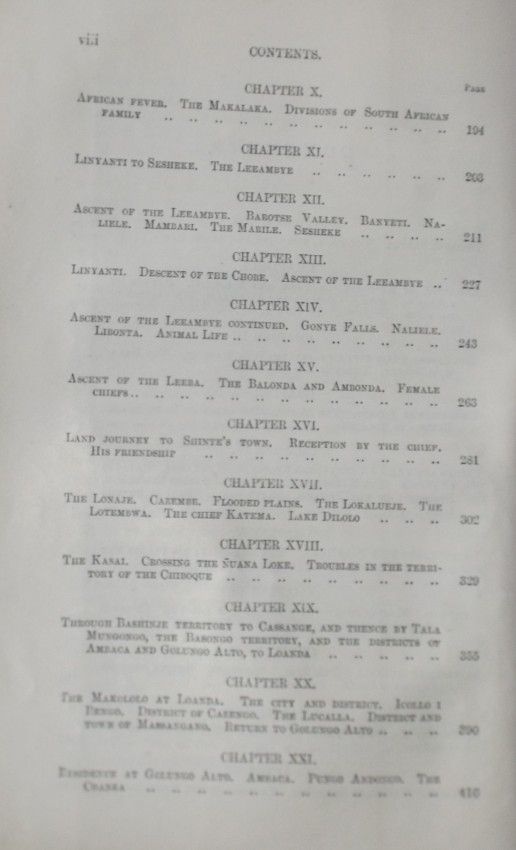 viii
CONTENTS.
CHAPTER X.
PAGE
AFRICAN FEVER. THE MAKALAKA. DIVISIONS OF SOUTH AFRICAN
FAMILY .. .. .. .. .. .. .. .. .. .. .. .. 194
CHAPTER XI.
LINYANTI TO SESHEKE. THE LEEAMBYE .. .. .. .. .. .. 203
CHAPTER XII.
ASCENT OF THE LEEAMBYE. BAROTSE VALLEY. BANYETI. NA-
LIELE. MAMBARI. THE MABILE. SESHEKE .. .. .. .. 211
CHAPTER XIII.
LINYANTI. DESCENT OF THE CHOBE. ASCENT OF THE LEEAMBYE .. 227
CHAPTER XIV.
ASCENT OF THE LEEAMBYE CONTINUED. GONYE FALLS. NALIELE.
LIBONTA. ANIMAL LIFE .. .. .. .. .. .. .. .. .. 243
CHAPTER XV.
ASCENT OF THE LEEBA. THE BALONDA AND AMBONDA. FEMALE
CHIEFS .. .. .. .. .. .. .. .. .. .. .. .. .. 263
CHAPTER XVI.
LAND JOURNEY TO SHINTE'S TOWN. RECEPTION BY THE CHIEF.
HIS FRIENDSHIP .. .. .. .. .. .. .. .. .. .. 281
CHAPTER XVII.
THE LONAJE. CAZEMBE. FLOODED PLAINS. THE LOKALUEJE. THE
LOTEMBWA. THE CHIEF KATEMA. LAKE DILOLO .. .. .. 302
CHAPTER XVIII.
THE KASAI. CROSSING THE SUANA LOKE. TROUBLES IN THE TERRI-
TORY OF THE CHIBOQUE .. .. .. .. .. .. .. .. .. 329
CHAPTER XIX.
THROUGH BASHINJE TERRITORY TO CASSANGE, AND THENCE BY TALA
MUNGONGO, THE BASONGO TERRITORY, AND THE DISTRICTS OF
AMBACA AND GOLUNGO ALTO, TO LOANDA .. .. .. .. .. 355
CHAPTER XX.
THE MAKOLOLO AT LOANDA. THE CITY AND DISTRICT. ICOLLO I
BENGO. DISTRICT OF CAZENGO. THE LUCALLA. DISTRICT AND
TOWN OF MASSANGANO. RETURN TO GOLUNGO ALTO .. .. .. 390
CHAPTER XXI.
RESIDENCE AT GOLUNGO ALTO. AMBACA. PUNGO ANDONGO. THE
COANZA .. .. .. .. .. .. .. .. .. .. .. .. 410